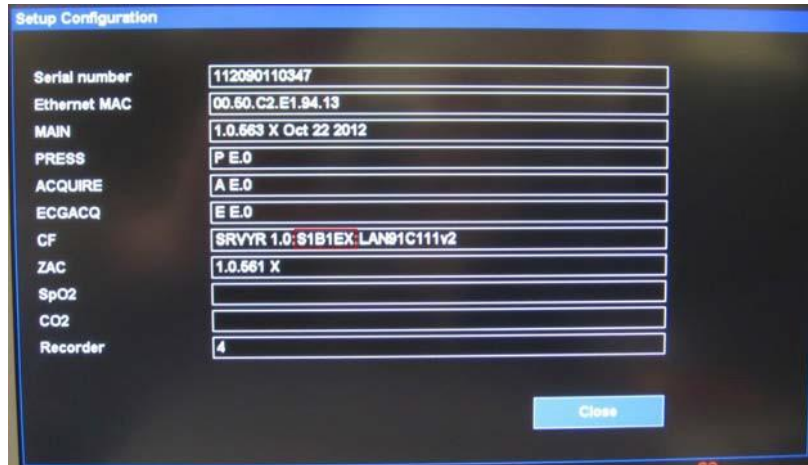 Setup Configuration
Serial number 112090110347
Ethernet MAC 00.50.C2.E1.94.13
MAIN 1.0.563 X Oct 22 2012
PRESS P E.0
ACQUIRE A E.0
ECGACQ E E.0
CF SRVYR 1.0:S1B1EX:LAN91C111v2
ZAC 1.0.561 X
SpO2
CO2
Recorder 4
Close